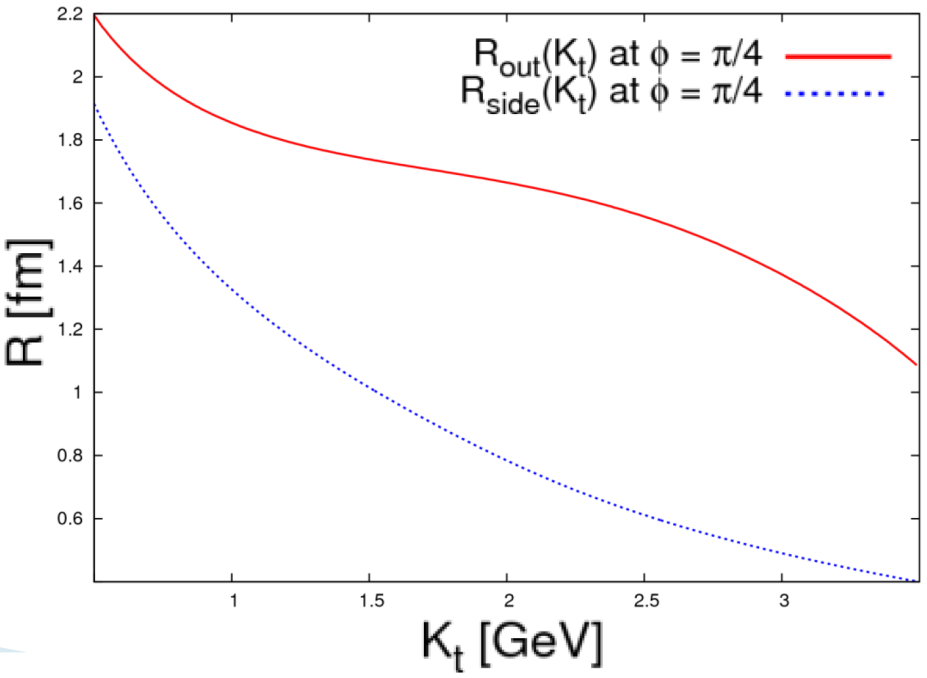 R_out(K_t) at ϕ = π/4
R_side(K_t) at ϕ = π/4
2.2
2
1.8
1.6
1.4
1.2
1
0.8
0.6
R [fm]
1 1.5 2 2.5 3
K_t [GeV]